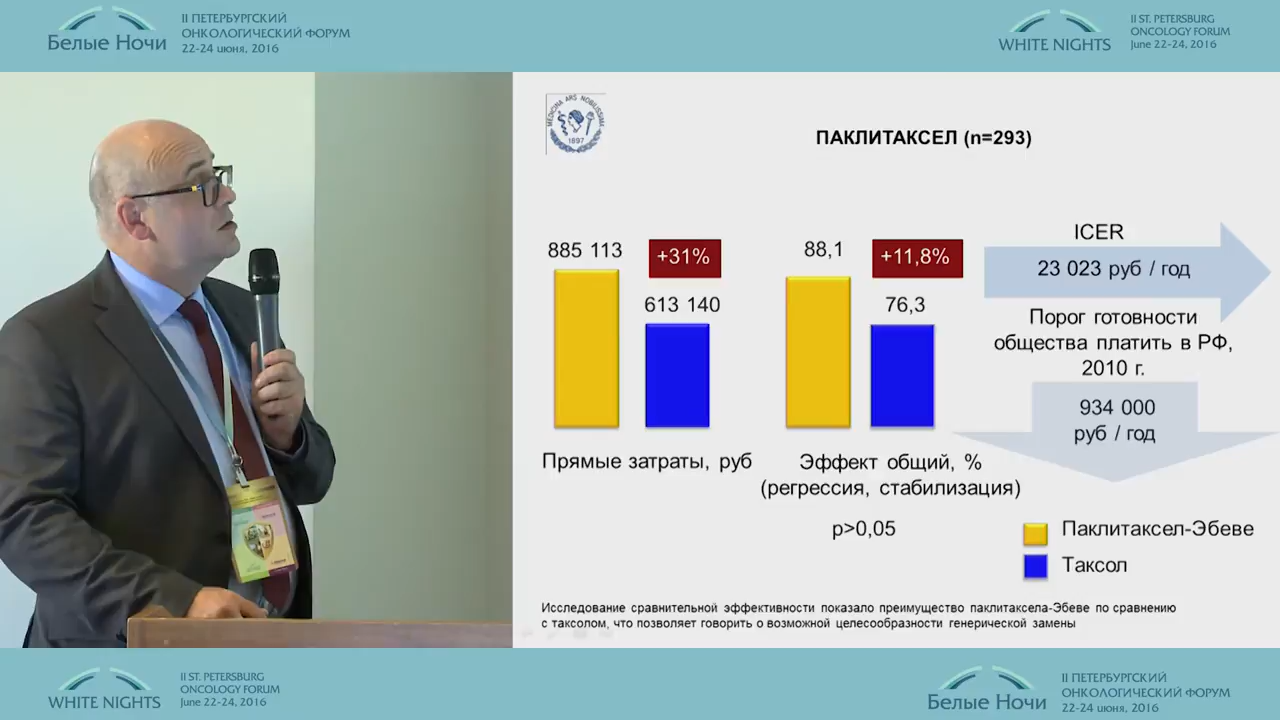 Белые Ночи
II ПЕТЕРБУРГСКИЙ
ОНКОЛОГИЧЕСКИЙ ФОРУМ
22-24 июня, 2016
WHITE NIGHTS
II ST. PETERSBURG
ONCOLOGY FORUM
June 22-24, 2016
MEDICINA ARS NOBILISSIMA
1897
ПАКЛИТАКСЕЛ (n=293)
885 113
+31%
613 140
88,1
+11,8%
76,3
ICER
23 023 руб / год
Порог готовности
общества платить в РФ,
2010 г.
934 000
руб / год
Прямые затраты, руб
Эффект общий, %
(регрессия, стабилизация)
p>0,05
Паклитаксел-Эбеве
Таксол
Исследование сравнительной эффективности показало преимущество паклитаксела-Эбеве по сравнению
с таксолом, что позволяет говорить о возможной целесообразности генерической замены
WHITE NIGHTS
II ST. PETERSBURG
ONCOLOGY FORUM
June 22-24, 2016
Белые Ночи
II ПЕТЕРБУРГСКИЙ
ОНКОЛОГИЧЕСКИЙ ФОРУМ
22-24 июня, 2016